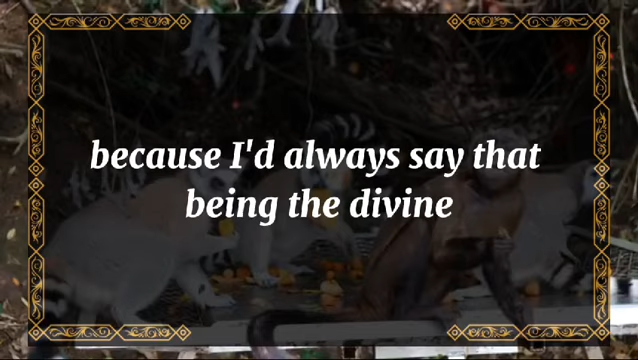 because I'd always say that
being the divine